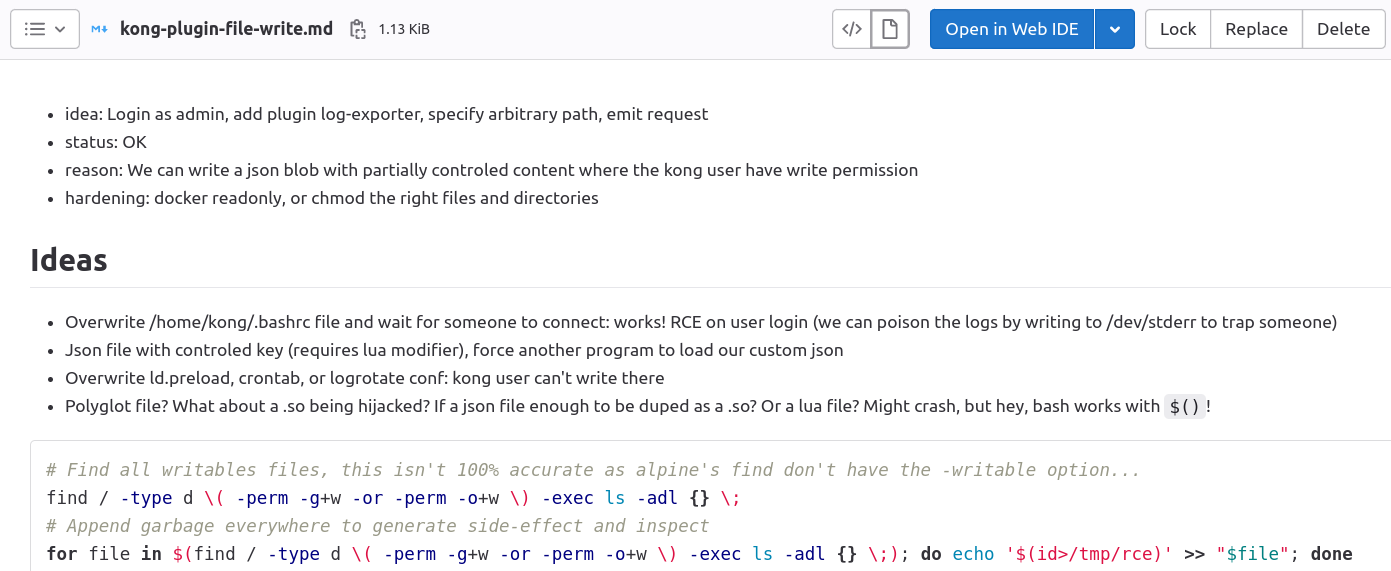 M↓ kong-plugin-file-write.md 1.13 KiB </> Open in Web IDE Lock Replace Delete
• idea: Login as admin, add plugin log-exporter, specify arbitrary path, emit request
• status: OK
• reason: We can write a json blob with partially controled content where the kong user have write permission
• hardening: docker readonly, or chmod the right files and directories
Ideas
• Overwrite /home/kong/.bashrc file and wait for someone to connect: works! RCE on user login (we can poison the logs by writing to /dev/stderr to trap someone)
• Json file with controled key (requires lua modifier), force another program to load our custom json
• Overwrite ld.preload, crontab, or logrotate conf: kong user can't write there
• Polyglot file? What about a .so being hijacked? If a json file enough to be duped as a .so? Or a lua file? Might crash, but hey, bash works with $()!
# Find all writables files, this isn't 100% accurate as alpine's find don't have the -writable option...
find / -type d \( -perm -g+w -or -perm -o+w \) -exec ls -adl {} \;
# Append garbage everywhere to generate side-effect and inspect
for file in $(find / -type d \( -perm -g+w -or -perm -o+w \) -exec ls -adl {} \;); do echo '$(id>/tmp/rce)' >> "$file"; done